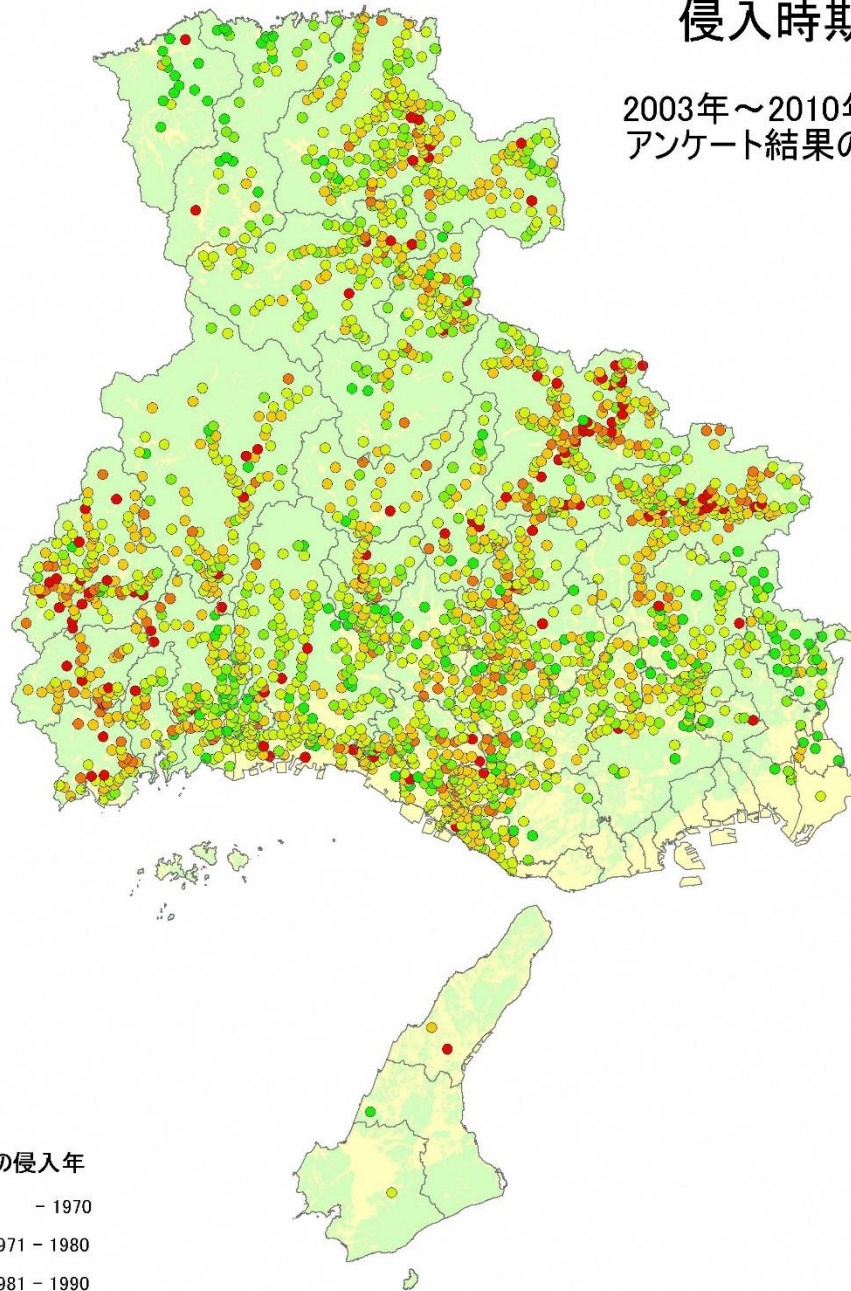 侵入時期
2003年～2010年
アンケート結果の
の侵入年
- 1970
971 - 1980
981 - 1990